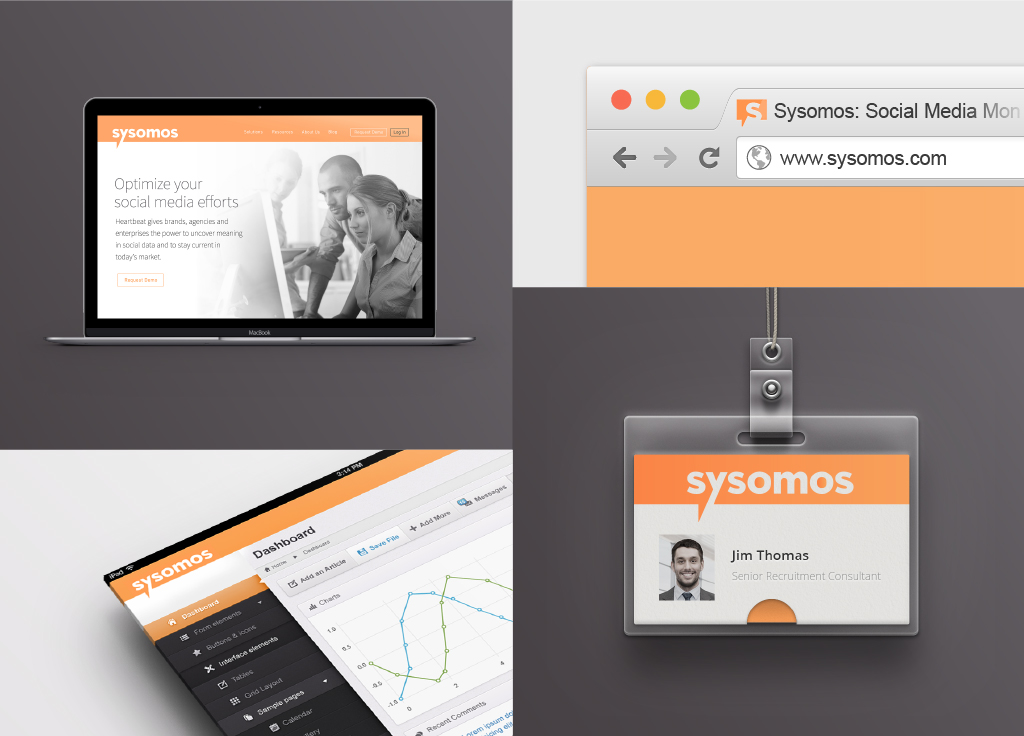 sysomos
Solutions Resources About Us Blog Request Demo Log In
Optimize your
social media efforts
Heartbeat gives brands, agencies and
enterprises the power to uncover meaning
in social data and to stay current in
today's market.
Request Demo
MacBook
Sysomos: Social Media Mon
www.sysomos.com
iPad
3:14 PM
sysomos
Dashboard
Home Dashboard
Add an Article
Save File
Add More
Messages
Charts
1.0
0.5
0.0
-0.5
-1.0
0
2
4
Dashboard
Form elements
Buttons & icons
Interface elements
Tables
Grid Layout
Sample pages
Calendar
Recent Comments
Lorem ipsum do
sysomos
Jim Thomas
Senior Recruitment Consultant